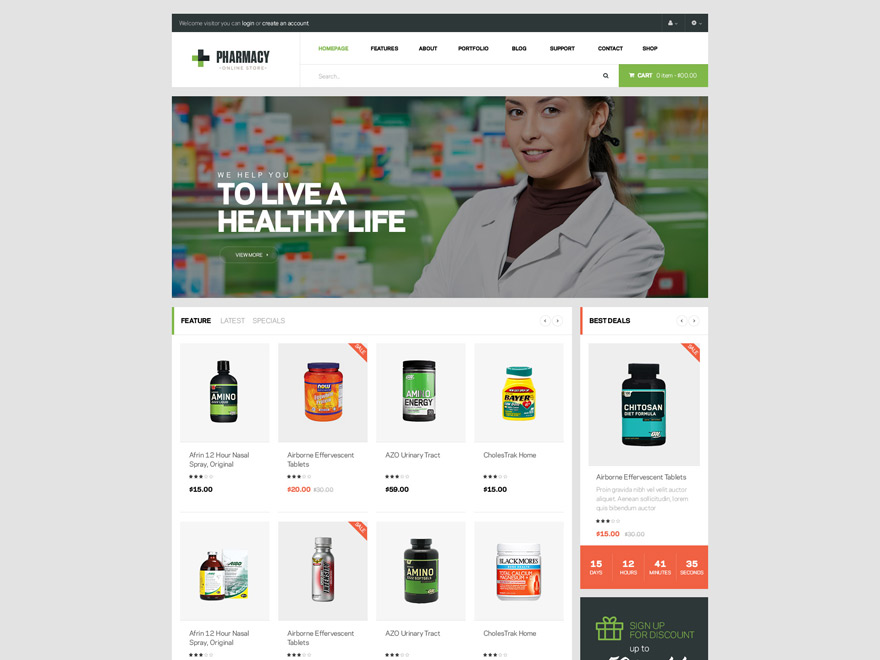 Welcome visitor you can login or create an account
PHARMACY
ONLINE STORE
HOMEPAGE FEATURES ABOUT PORTFOLIO BLOG SUPPORT CONTACT SHOP
Search..
CART 0 item - $00.00
WE HELP YOU
TO LIVE A
HEALTHY LIFE
VIEW MORE
FEATURE LATEST SPECIALS
BEST DEALS
SALE
SALE
AMINO
NOW
AMINO
ENERGY
BAYER
CHITOSAN
DIET FORMULA
Afrin 12 Hour Nasal
Spray, Original
$15.00
Airborne Effervescent
Tablets
$20.00 $30.00
AZO Urinary Tract
$59.00
CholesTrak Home
$15.00
Airborne Effervescent Tablets
Proin gravida nibh vel velit auctor
aliquet. Aenean sollicitudin, lorem
quis bibendum auctor
$15.00 $30.00
15 12 41 35
DAYS HOURS MINUTES SECONDS
SALE
AMINO
BLACKMORES
TOTAL CALCIUM
MAGNESIUM
Afrin 12 Hour Nasal
Spray, Original
Airborne Effervescent
Tablets
AZO Urinary Tract
CholesTrak Home
SIGN UP
FOR DISCOUNT
up to